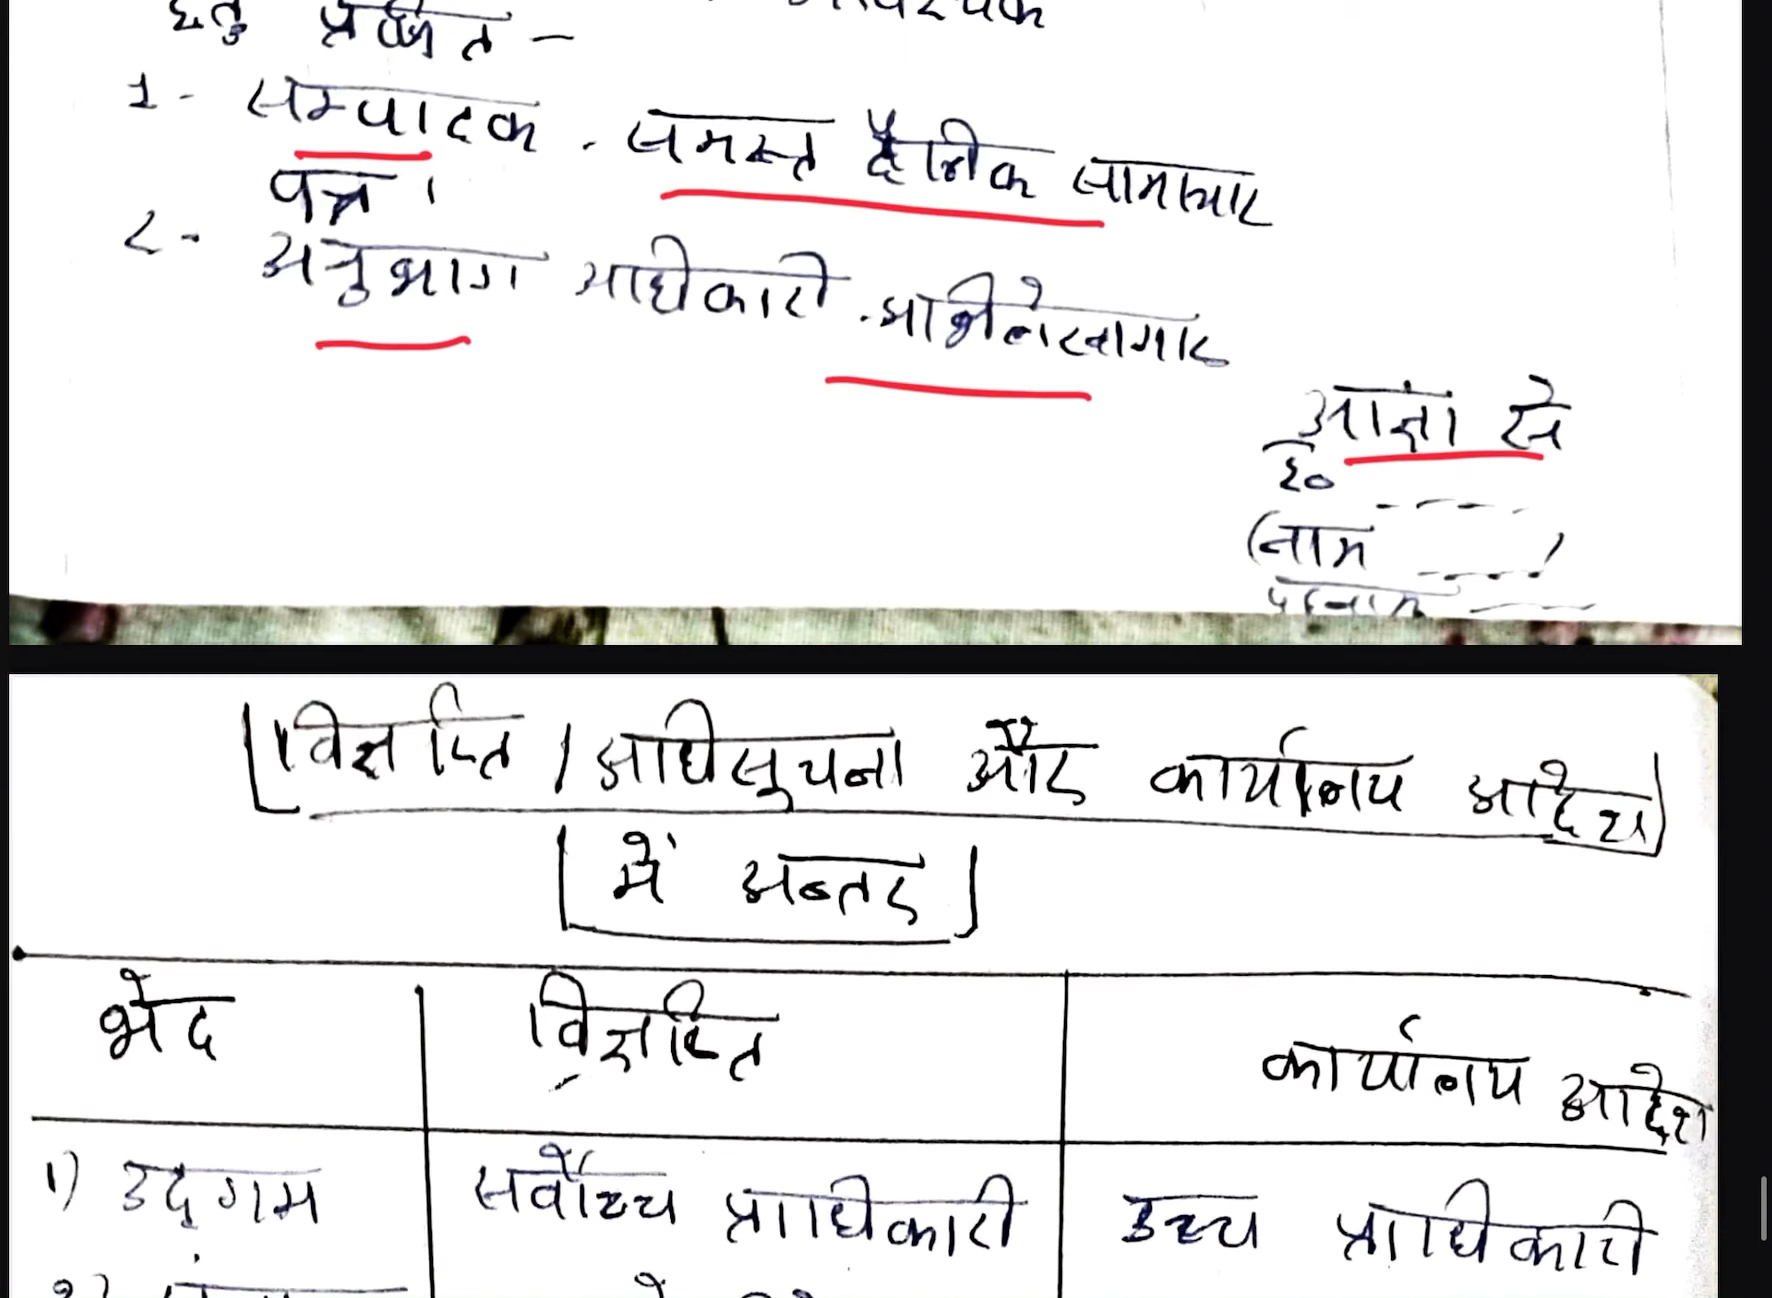 हेतु प्रेषित -
1- सम्पादक . समस्त दैनिक सामाचार
पत्र ।
2- अनुभाग अधिकारी . अभिलेखागार
आज्ञा से
ह०
(नाम )
पदनाम
विज्ञप्ति / अधिसूचना और कार्यालय आदेश
में अन्तर
भेद विज्ञप्ति कार्यालय आदेश
1) उद्गम सर्वोच्च प्राधिकारी उच्च प्राधिकारी